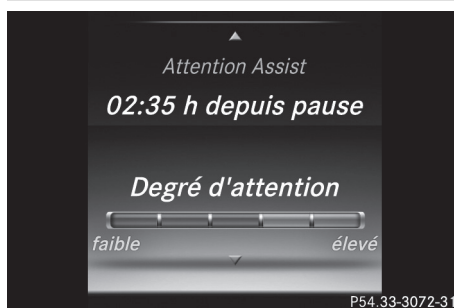 Attention Assist
02:35 h depuis pause
Degré d'attention
faible élevé
P54.33-3072-31